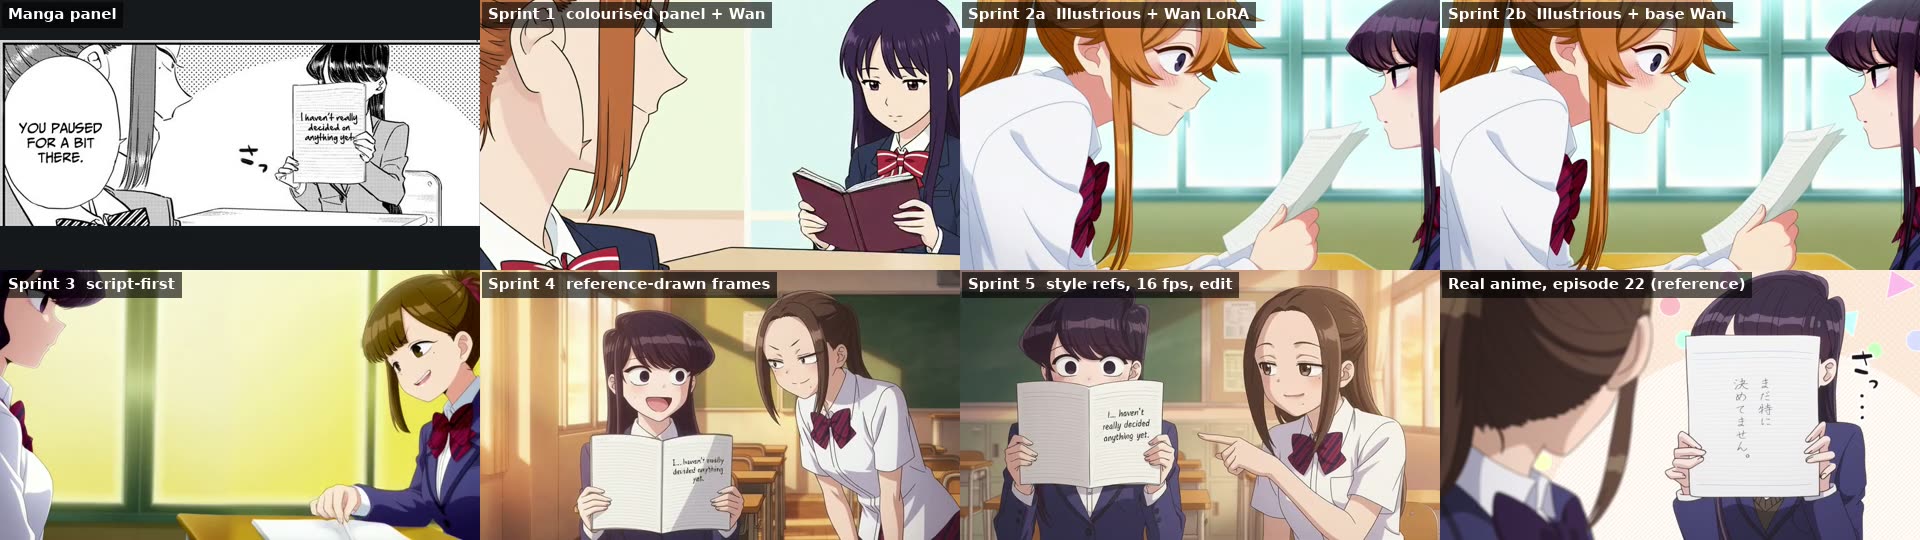 Manga panel
YOU PAUSED
FOR A BIT
THERE.
I haven't really
decided on
anything yet.
さっ
Sprint 1 colourised panel + Wan
Sprint 2a Illustrious + Wan LoRA
Sprint 2b Illustrious + base Wan
Sprint 3 script-first
Sprint 4 reference-drawn frames
I... haven't really
decided anything
yet.
Sprint 5 style refs, 16 fps, edit
I... haven't
really decided
anything yet.
Real anime, episode 22 (reference)
まだ特に
決めてません。
さっ····